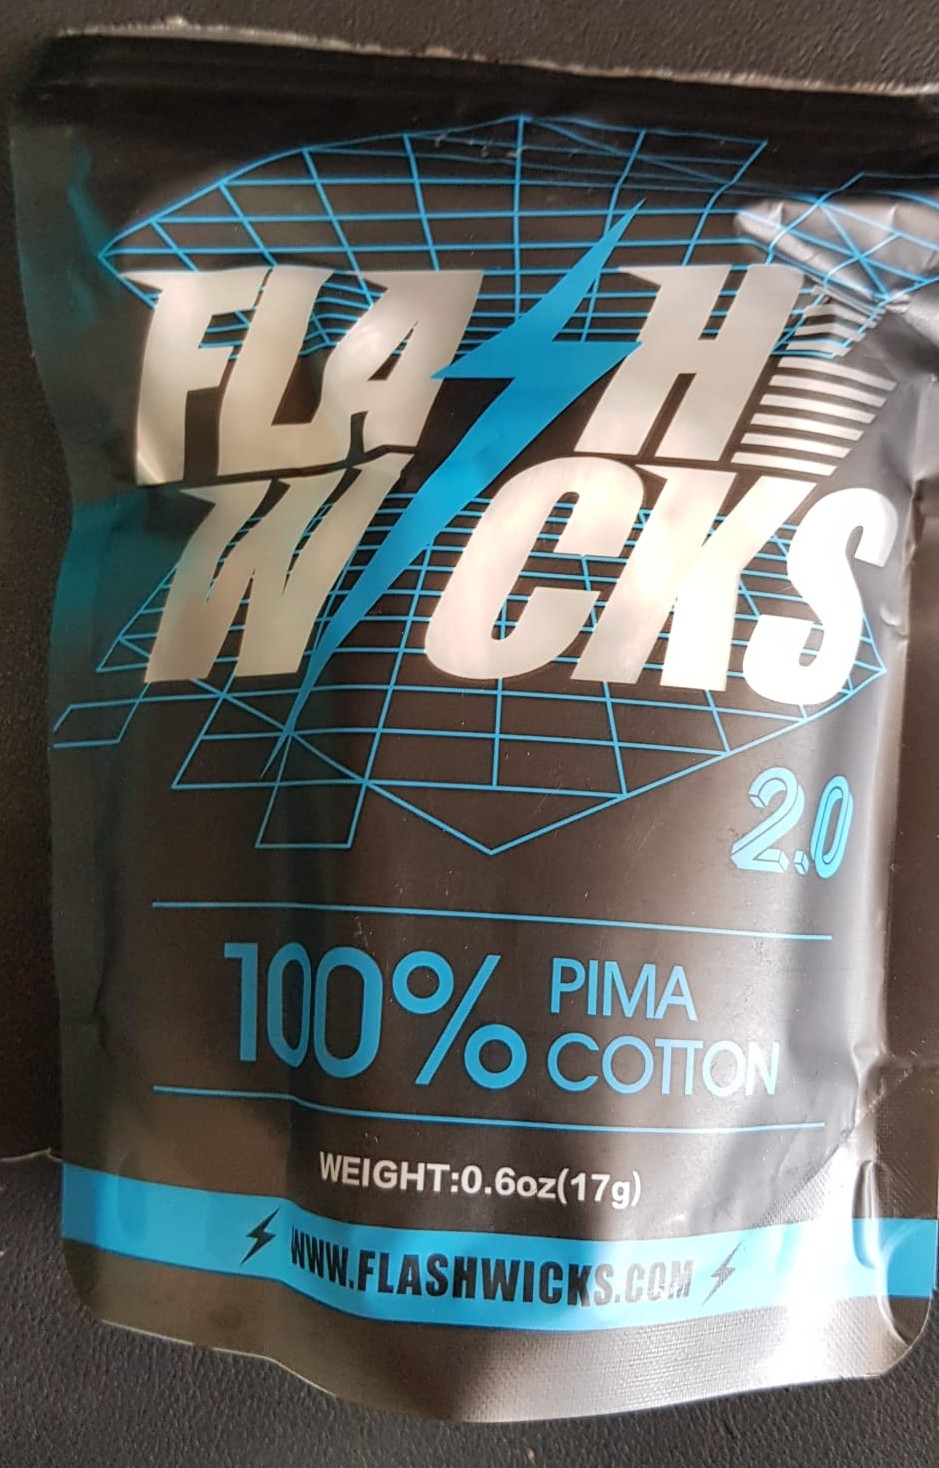 FLASH
WICKS
2.0
100% PIMA
COTTON
WEIGHT:0.6oz(17g)
WWW.FLASHWICKS.COM